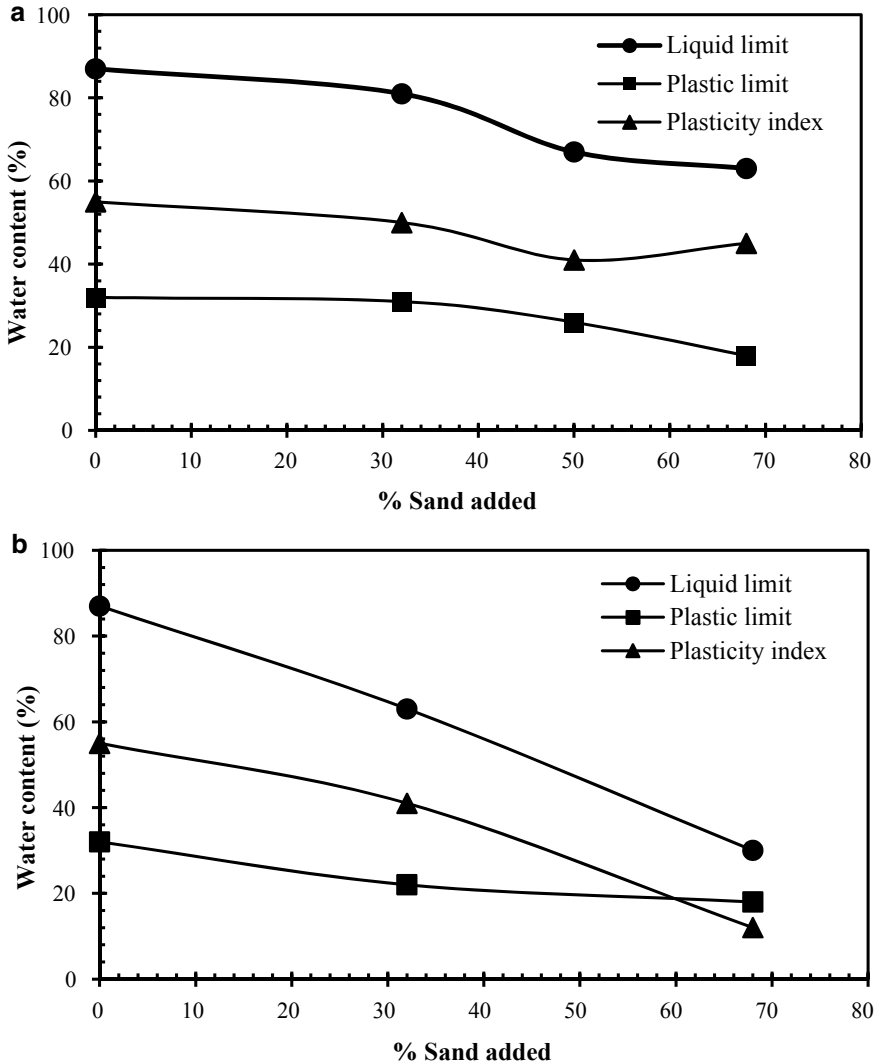 a
100
80
60
40
20
0
Water content (%)
Liquid limit
Plastic limit
Plasticity index
0 10 20 30 40 50 60 70 80
% Sand added
b
100
80
60
40
20
0
Water content (%)
Liquid limit
Plastic limit
Plasticity index
0 10 20 30 40 50 60 70 80
% Sand added